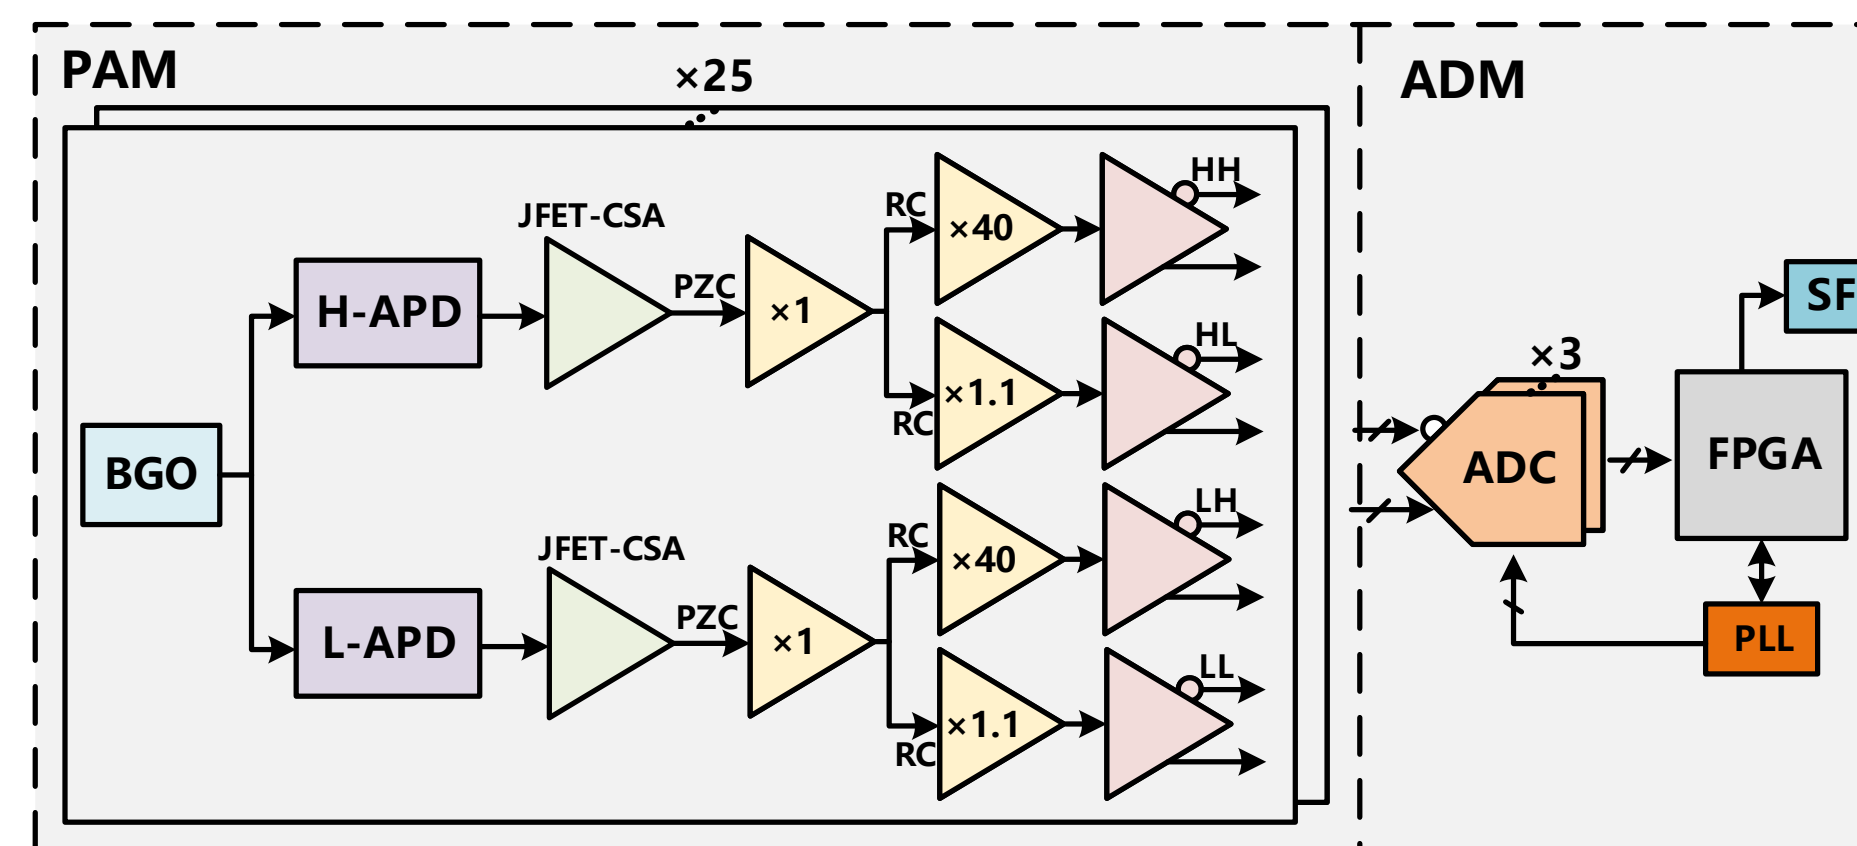 PAM
×25
ADM
JFET-CSA
H-APD
PZC
×1
RC
×40
HH
RC
×1.1
HL
BGO
JFET-CSA
L-APD
PZC
×1
RC
×40
LH
RC
×1.1
LL
×3
ADC
FPGA
SF
PLL